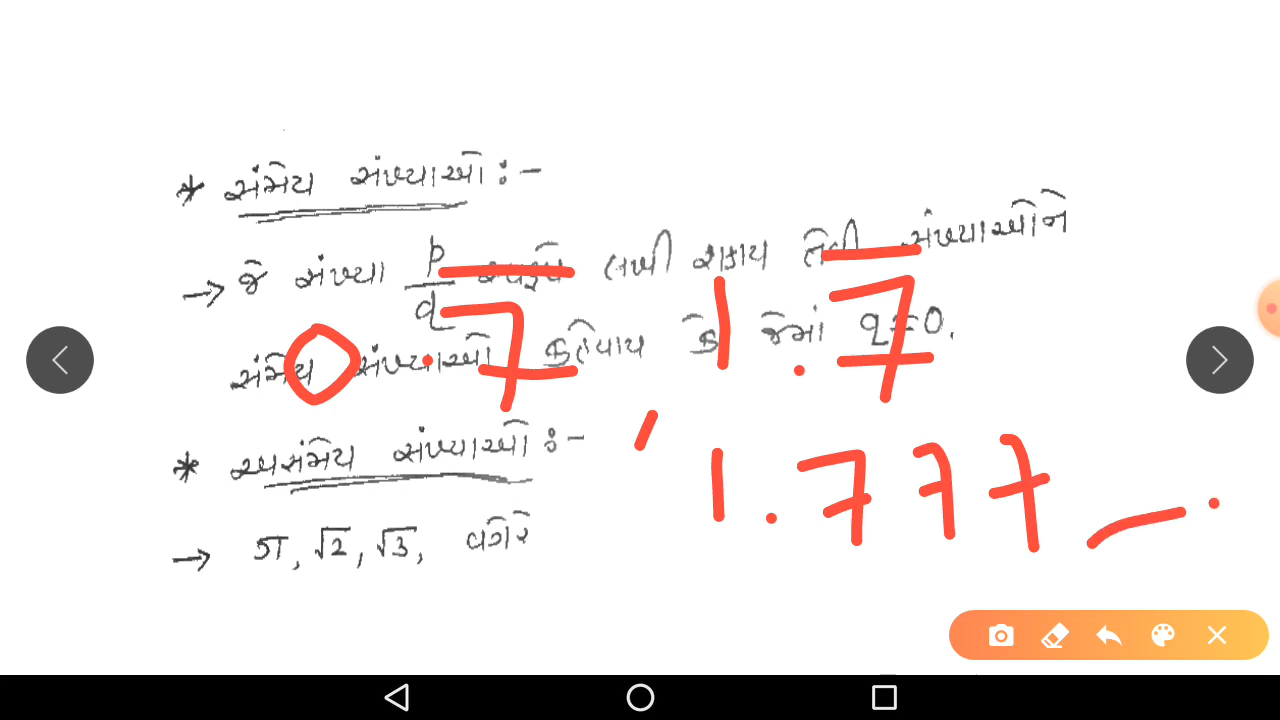 * સંમેય સંખ્યાઓ :-
→ જે સંખ્યા p/q સ્વરૂપે લખી શકાય તેવી સંખ્યાઓને
સંમેય સંખ્યાઓ કહેવાય છે જેમાં q≠0.
0.7̅, 1.7̅
1.777 ‒.
* અસંમેય સંખ્યાઓ :-
→ π, √2, √3, વગેરે